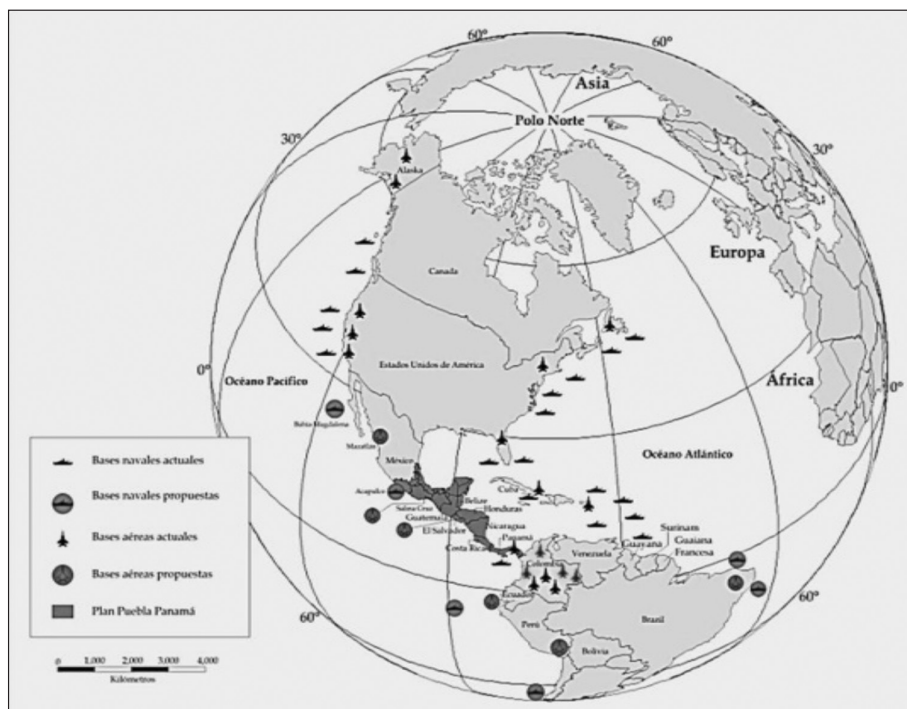 60°
60°
Asia
Polo Norte
30°
30°
Alaska
Europa
Canada
Estados Unidos de América
África
0°
0°
Océano Pacífico
Bahía Magdalena
Mazatlán
Océano Atlántico
México
Cuba
Acapulco
Salina Cruz
Belize
Guatemala
Honduras
El Salvador
Nicaragua
Costa Rica
Panamá
Surinam
Guayana
Guaiana
Francesa
Venezuela
Colombia
Ecuador
Perú
Brazil
Bolivia
60°
60°
Bases navales actuales
Bases navales propuestas
Bases aéreas actuales
Bases aéreas propuestas
Plan Puebla Panamá
0 1,000 2,000 3,000 4,000
Kilómtros